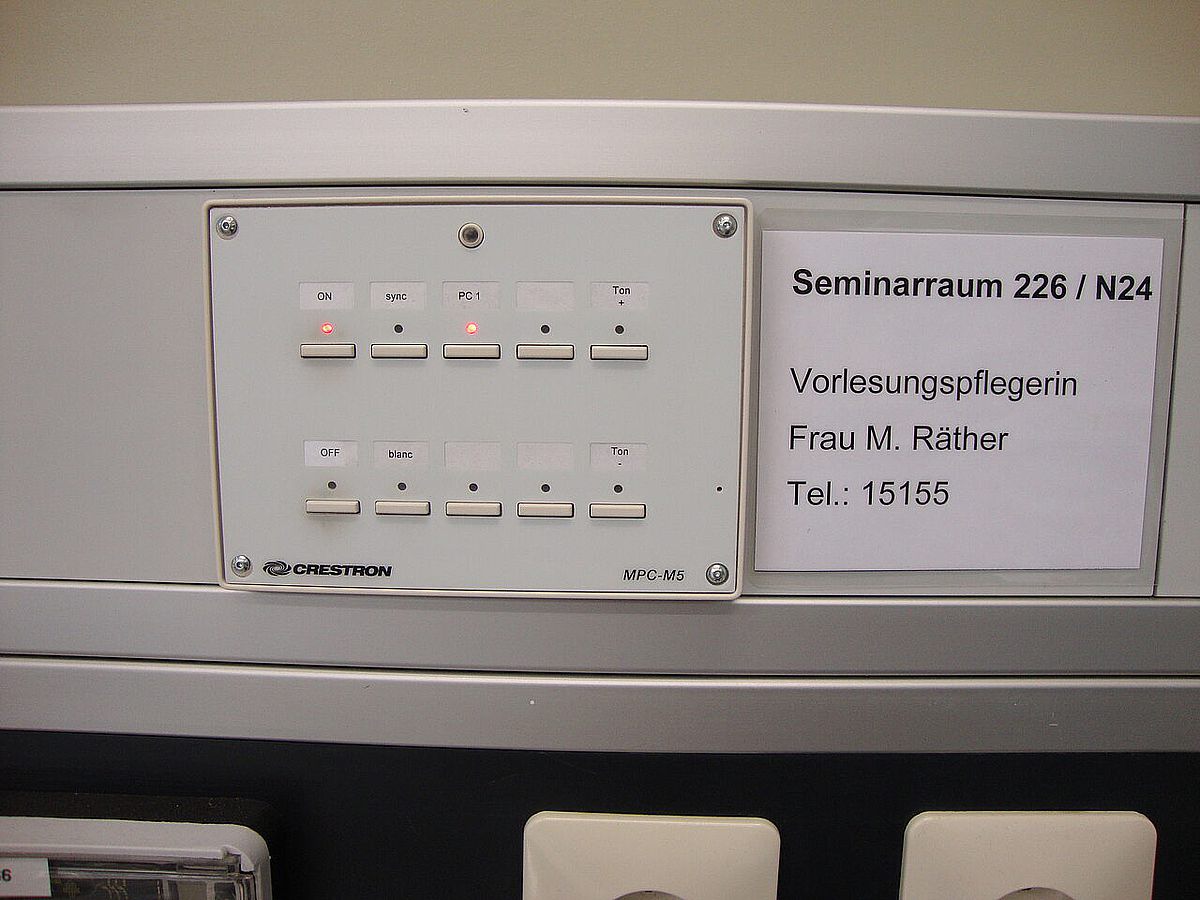 ON
sync
PC 1
Ton
+
OFF
blanc
Ton
-
CRESTRON
MPC-M5
Seminarraum 226 / N24
Vorlesungspflegerin
Frau M. Räther
Tel.: 15155